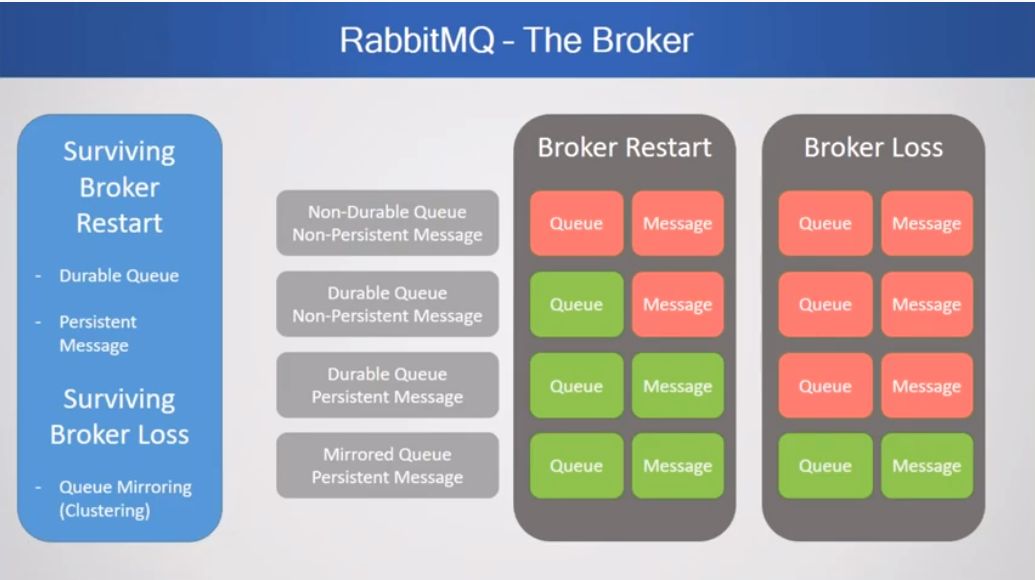 RabbitMQ - The Broker
Surviving
Broker
Restart
- Durable Queue
- Persistent
Message
Surviving
Broker Loss
- Queue Mirroring
(Clustering)
Broker Restart
Broker Loss
Non-Durable Queue
Non-Persistent Message
Queue
Message
Queue
Message
Durable Queue
Non-Persistent Message
Queue
Message
Queue
Message
Durable Queue
Persistent Message
Queue
Message
Queue
Message
Mirrored Queue
Persistent Message
Queue
Message
Queue
Message